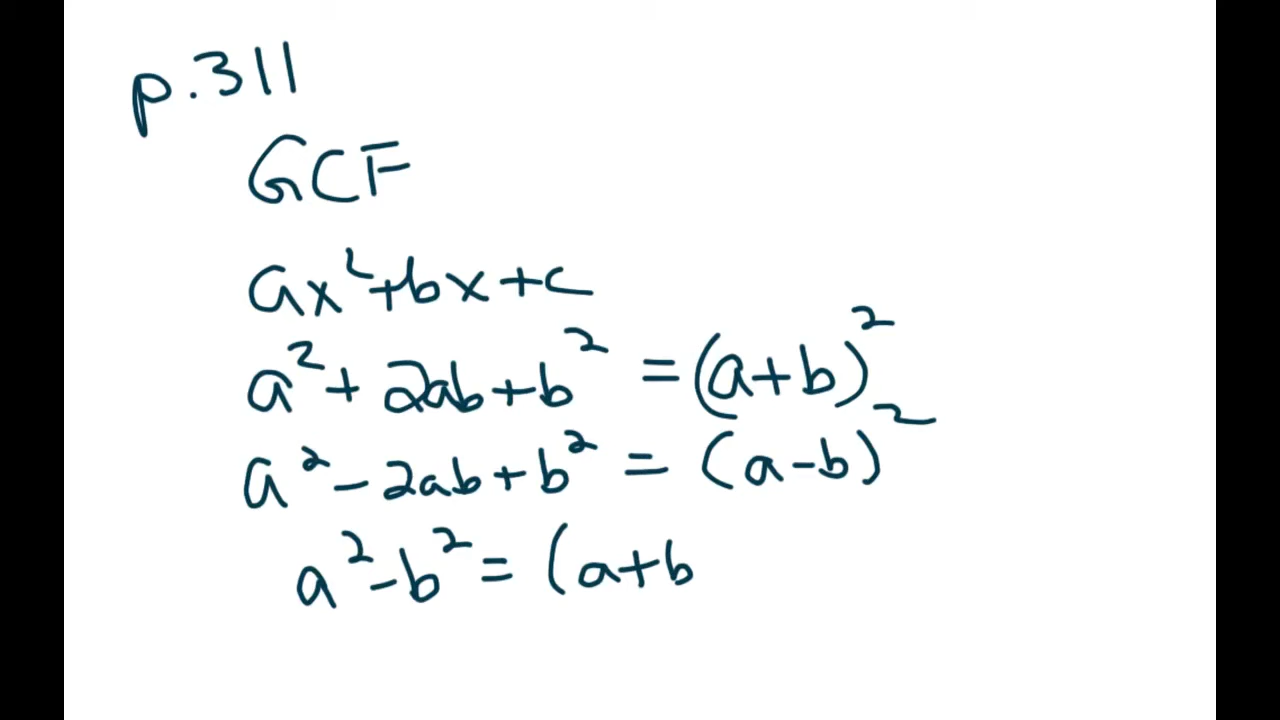 p.311
GCF
ax²+bx+c
a²+2ab+b²=(a+b)²
a²-2ab+b²=(a-b)²
a²-b²=(a+b